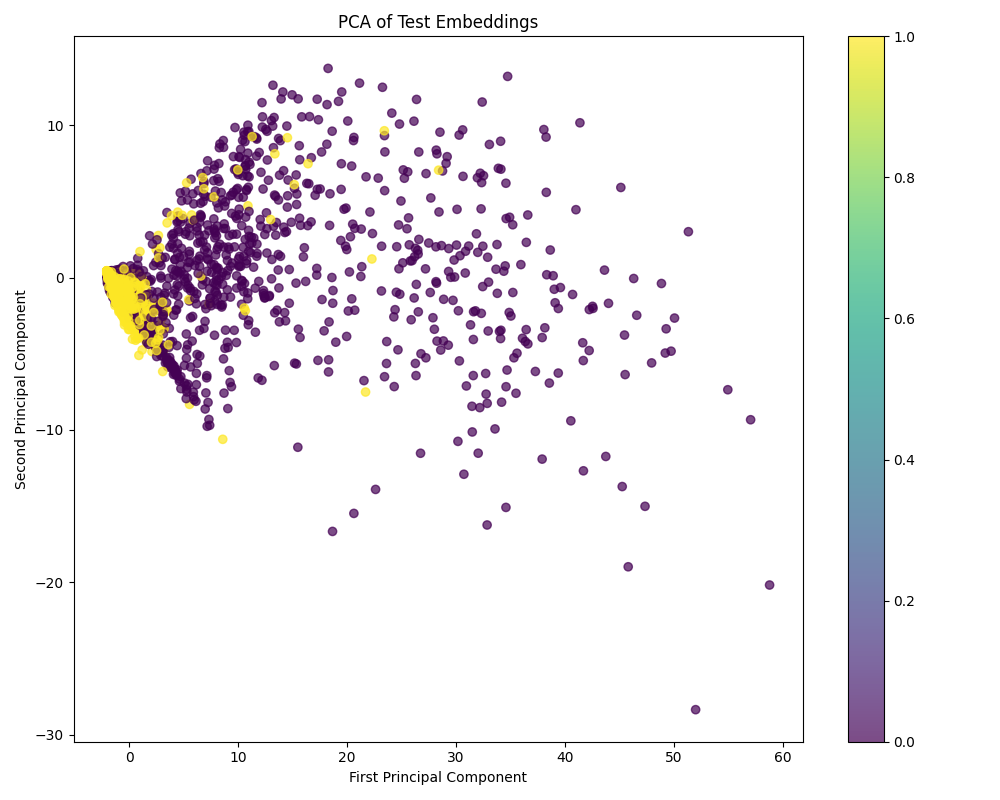 PCA of Test Embeddings
Second Principal Component
10
0
−10
−20
−30
0 10 20 30 40 50 60
First Principal Component
1.0
0.8
0.6
0.4
0.2
0.0